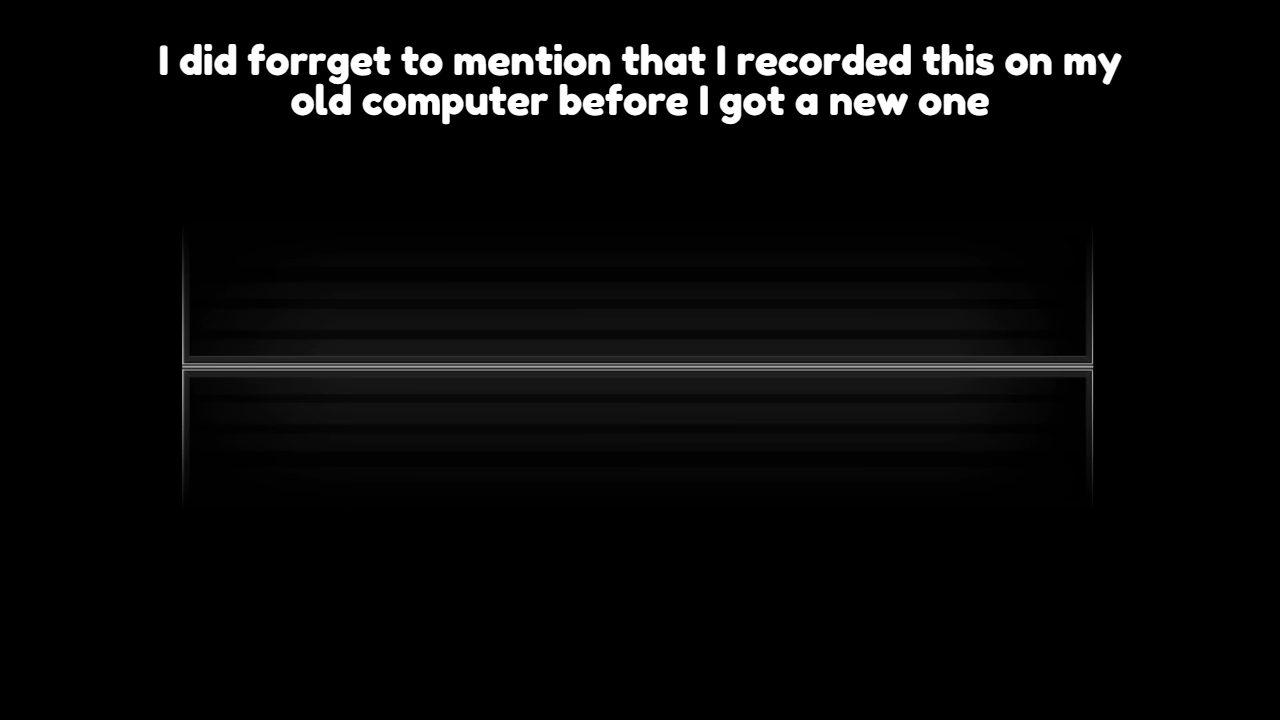 I did forrget to mention that I recorded this on my
old computer before I got a new one